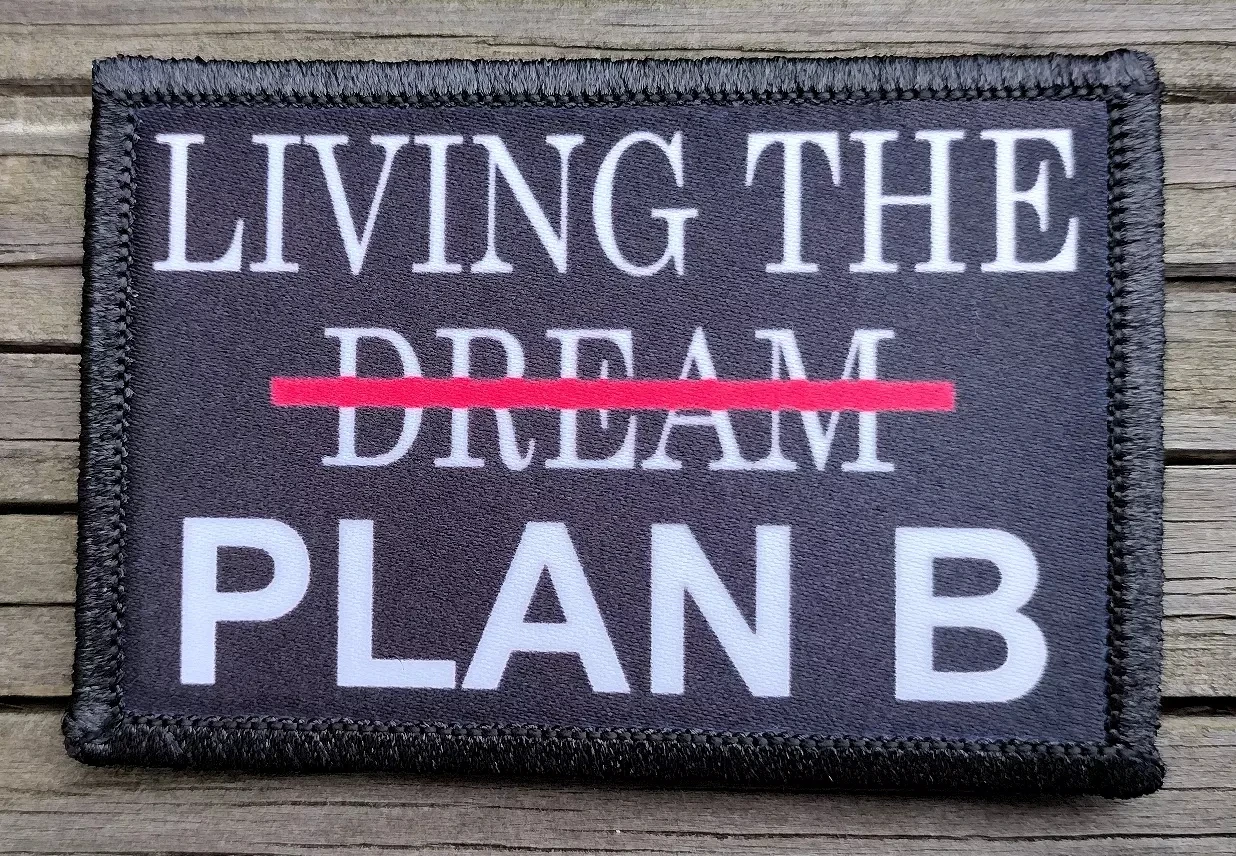 LIVING THE
DREAM
PLAN B